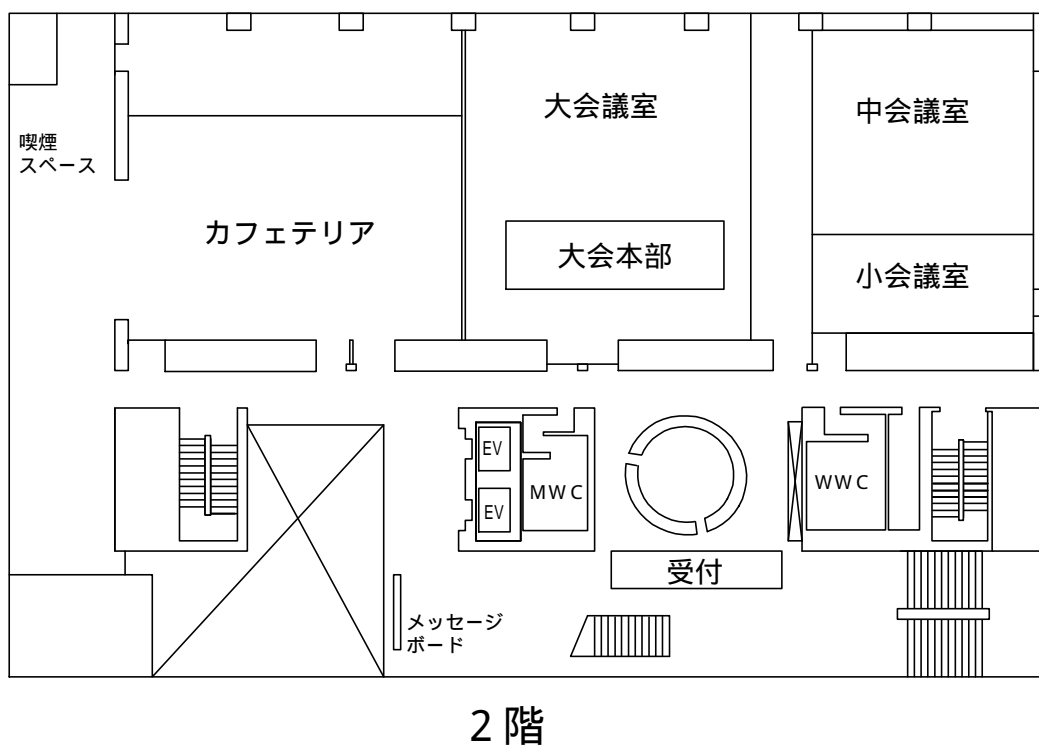 大会議室
中会議室
喫煙
スペース
カフェテリア
大会本部
小会議室
EV
MWC
WWC
EV
受付
メッセージ
ボード
2階